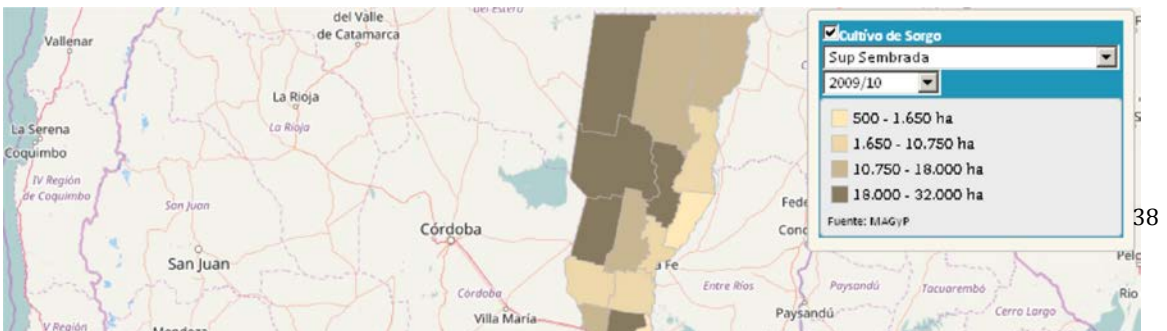 del Valle
de Catamarca
Vallenar
La Rioja
La Rioja
La Serena
Coquimbo
IV Región
de Coquimbo
San Juan
San Juan
Córdoba
Córdoba
Villa María
V Región
Entre Ríos
Paysandú
Paysandú
Tacuarembó
Cerro Largo
Rio
Cultivo de Sorgo
Sup Sembrada
2009/10
500 - 1.650 ha
1.650 - 10.750 ha
10.750 - 18.000 ha
18.000 - 32.000 ha
Fuente: MAGyP
38